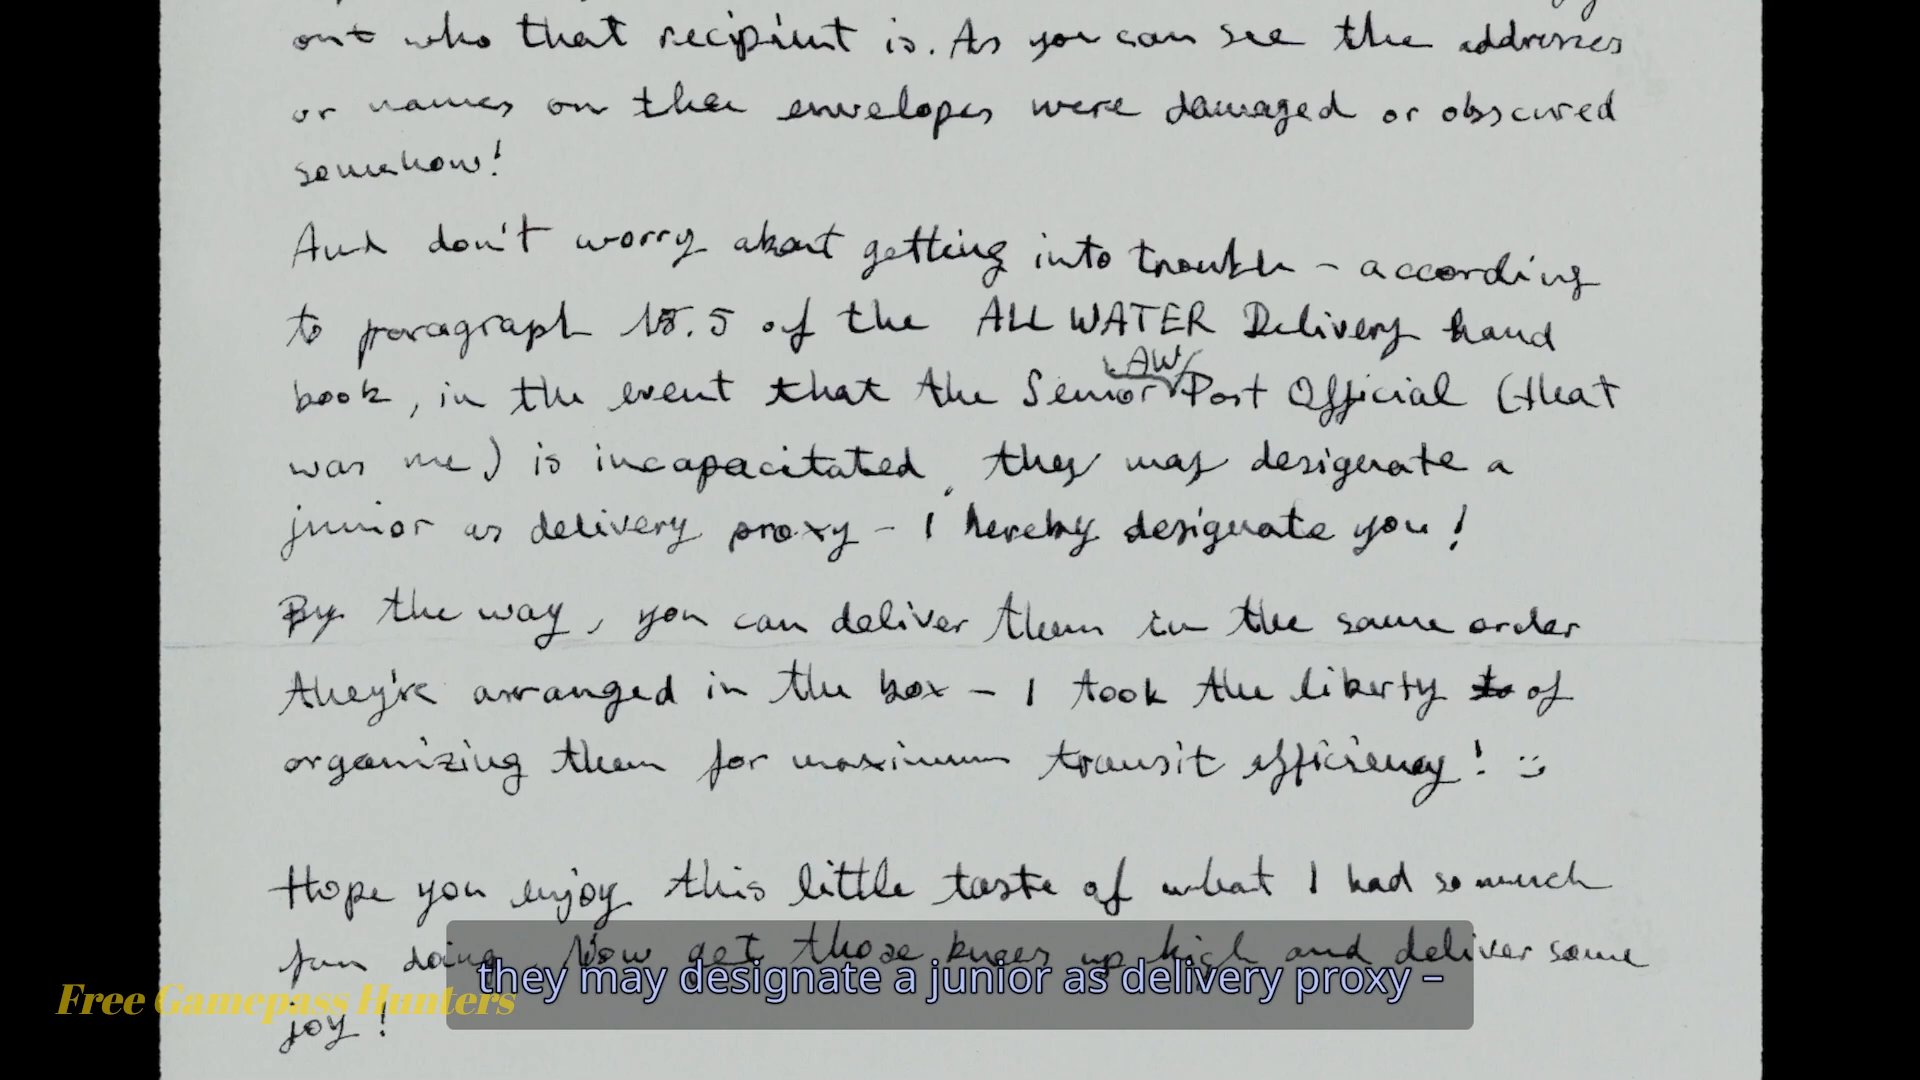 out who that recipient is. As you can see the addresses
or names on the envelopes were damaged or obscured
somehow!
And don't worry about getting into trouble – according
to paragraph 15.5 of the ALL WATER Delivery hand
book, in the event that the Senior AW Post Official (that
was me) is incapacitated, they may designate a
junior as delivery proxy – I hereby designate you!
By the way, you can deliver them in the same order
they're arranged in the box – I took the liberty to of
organizing them for maximum transit efficiency! :)
Hope you enjoy this little taste of what I had so much
fun doing. Now get those knees up high and deliver some
joy!
they may designate a junior as delivery proxy –
Free Gamepass Hunters